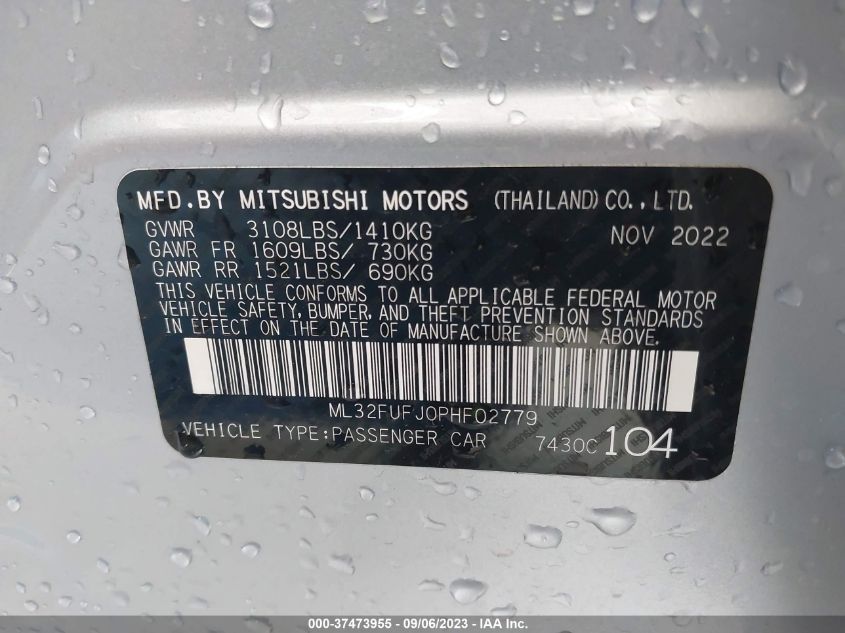 MFD.BY MITSUBISHI MOTORS (THAILAND)CO.,LTD.
GVWR 3108LBS/1410KG NOV 2022
GAWR FR 1609LBS/ 730KG
GAWR RR 1521LBS/ 690KG
THIS VEHICLE CONFORMS TO ALL APPLICABLE FEDERAL MOTOR
VEHICLE SAFETY, BUMPER, AND THEFT PREVENTION STANDARDS
IN EFFECT ON THE DATE OF MANUFACTURE SHOWN ABOVE.
ML32FUFJ0PHF02779
VEHICLE TYPE:PASSENGER CAR 7430C 104
000-37473955 - 09/06/2023 - © IAA, Inc.